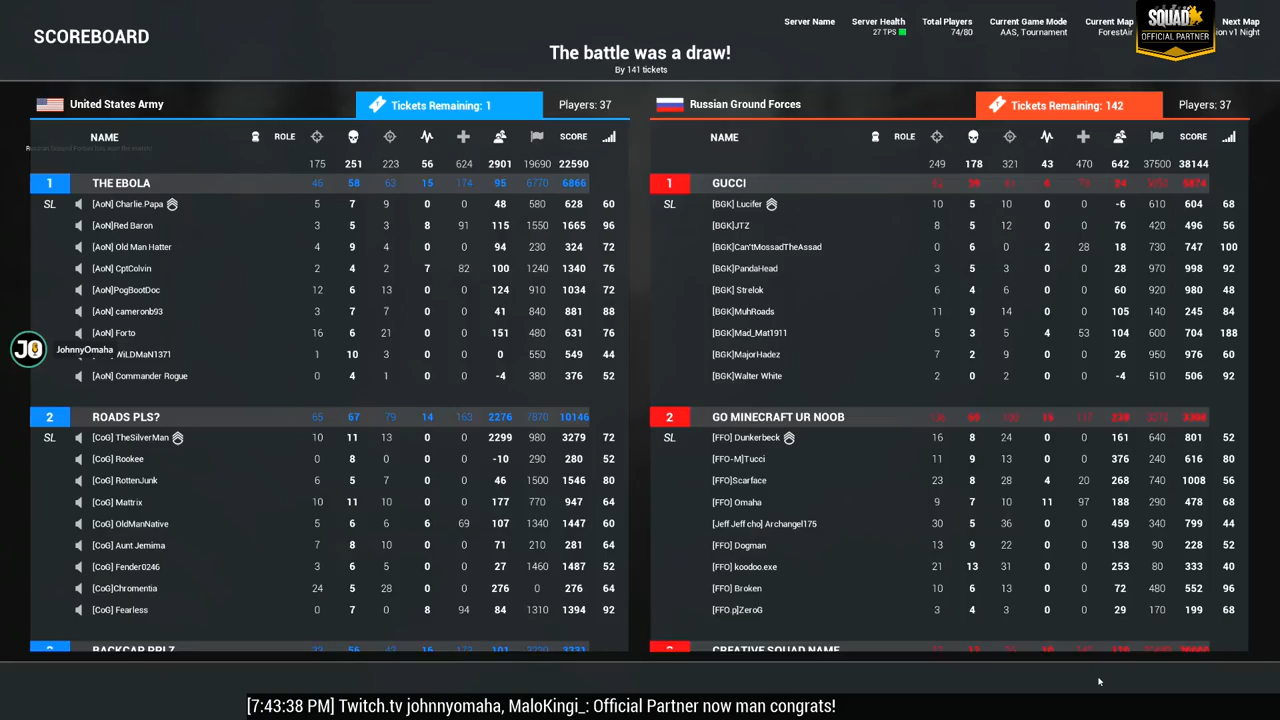 SCOREBOARD
Server Name Server Health Total Players Current Game Mode Current Map Next Map
27 TPS 74/80 AAS, Tournament ForestAir ion v1 Night
SQUAD
OFFICIAL PARTNER
The battle was a draw!
By 141 tickets
United States Army Tickets Remaining: 1 Players: 37
NAME ROLE SCORE
175 251 223 56 624 2901 19690 22590
1 THE EBOLA 46 58 63 15 174 95 6770 6866
SL [AoN] Charlie Papa 5 7 9 0 0 48 580 628 60
[AoN]Red Baron 3 5 3 8 91 115 1550 1665 96
[AoN] Old Man Hatter 4 9 4 0 0 94 230 324 72
[AoN] CptColvin 2 4 2 7 82 100 1240 1340 76
[AoN]PogBootDoc 12 6 13 0 0 124 910 1034 72
[AoN] cameronb93 3 7 7 0 0 41 840 881 88
[AoN] Forto 16 6 21 0 0 151 480 631 76
JO JohnnyOmaha
WiLDMaN1371 1 10 3 0 0 0 550 549 44
[AoN] Commander Rogue 0 4 1 0 0 -4 380 376 52
2 ROADS PLS? 65 67 79 14 163 2276 7870 10146
SL [CoG] TheSilverMan 10 11 13 0 0 2299 980 3279 72
[CoG] Rookee 0 8 0 0 0 -10 290 280 52
[CoG] RottenJunk 6 5 7 0 0 46 1500 1546 80
[CoG] Mattrix 10 11 10 0 0 177 770 947 64
[CoG] OldManNative 5 6 6 6 69 107 1340 1447 60
[CoG] Aunt Jemima 7 8 10 0 0 71 210 281 64
[CoG] Fender0246 3 6 5 0 0 27 1460 1487 52
[CoG]Chromentia 24 5 28 0 0 276 0 276 64
[CoG] Fearless 0 7 0 8 94 84 1310 1394 92
Russian Ground Forces Tickets Remaining: 142 Players: 37
NAME ROLE SCORE
249 178 321 43 470 642 37500 38144
1 GUCCI
SL [BGK] Lucifer 10 5 10 0 0 -6 610 604 68
[BGK]JTZ 8 5 12 0 0 76 420 496 56
[BGK]Can'tMossadTheAssad 0 6 0 2 28 18 730 747 100
[BGK]PandaHead 3 5 3 0 0 28 970 998 92
[BGK] Strelok 6 4 6 0 0 60 920 980 48
[BGK]MuhRoads 11 9 14 0 0 105 140 245 84
[BGK]Mad_Mat1911 5 3 5 4 53 104 600 704 188
[BGK]MajorHadez 7 2 9 0 0 26 950 976 60
[BGK]Walter White 2 0 2 0 0 -4 510 506 92
2 GO MINECRAFT UR NOOB
SL [FFO] Dunkerbeck 16 8 24 0 0 161 640 801 52
[FFO-M]Tucci 11 9 13 0 0 376 240 616 80
[FFO]Scarface 23 8 28 4 20 268 740 1008 56
[FFO] Omaha 9 7 10 11 97 188 290 478 68
[Jeff Jeff cho] Archangel175 30 5 36 0 0 459 340 799 44
[FFO] Dogman 13 9 22 0 0 138 90 228 52
[FFO] koodoo.exe 21 13 31 0 0 253 80 333 40
[FFO] Broken 10 6 13 0 0 72 480 552 96
[FFO p]ZeroG 3 4 3 0 0 29 170 199 68
CREATIVE SQUAD NAME
[7:43:38 PM] Twitch.tv johnnyomaha, MaloKingi_: Official Partner now man congrats!